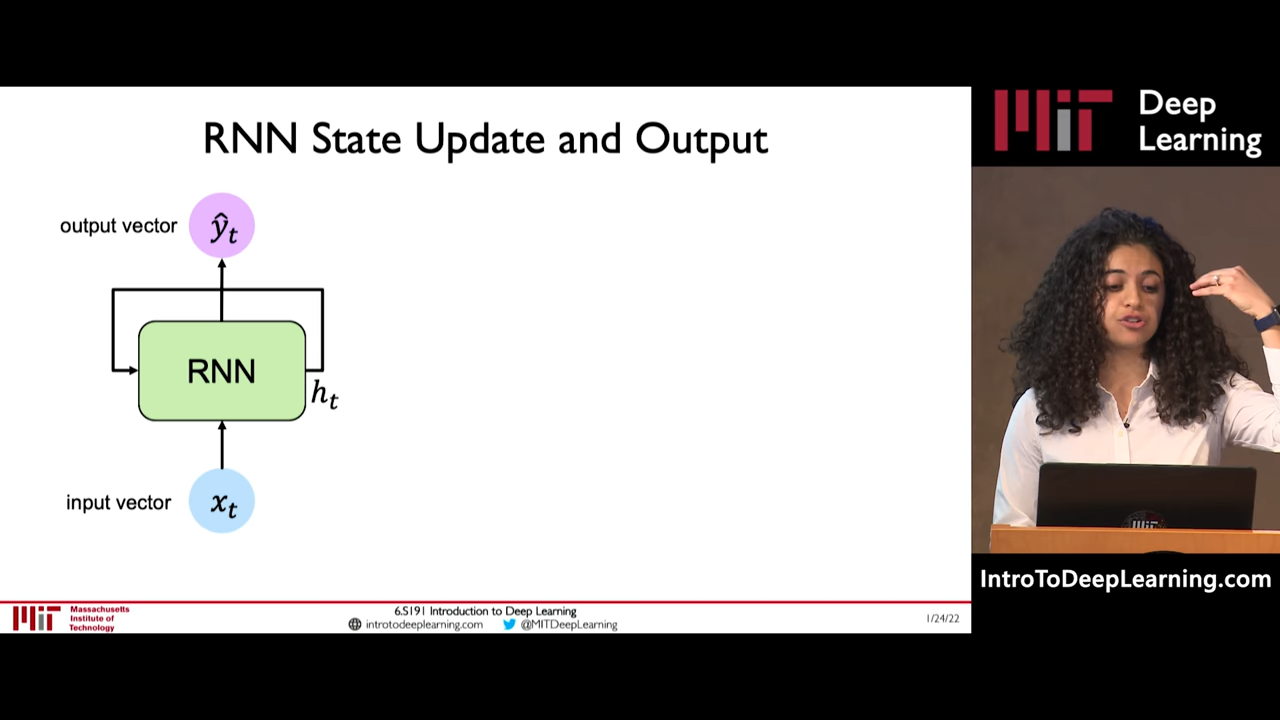 RNN State Update and Output
output vector
ŷt
RNN
ht
input vector
xt
Massachusetts
Institute of
Technology
6.S191 Introduction to Deep Learning
introtodeeplearning.com
@MITDeepLearning
1/24/22
MIT
Deep
Learning
IntroToDeepLearning.com